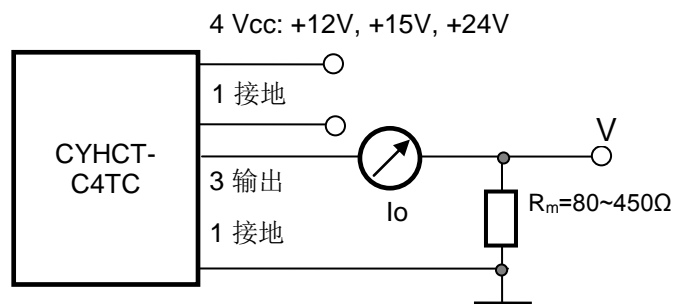 4 Vcc: +12V, +15V, +24V
1 接地
CYHCT-
C4TC
3 输出
Io
V
Rm=80~450Ω
1 接地